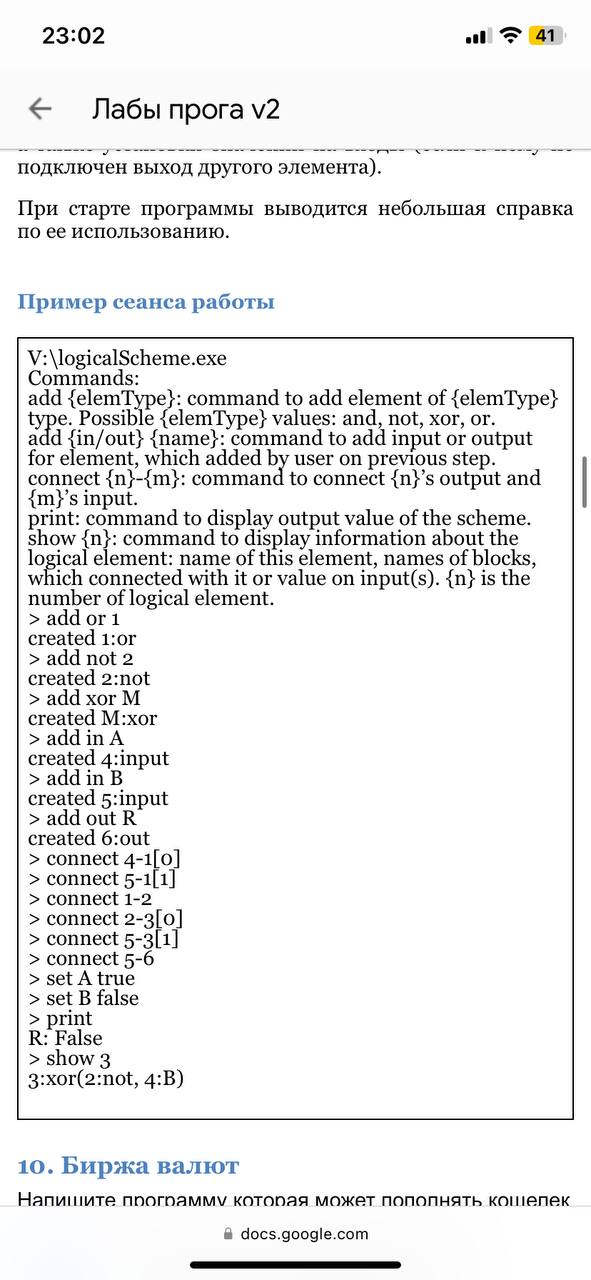 23:02
41
Лабы прога v2
подключен выход другого элемента).
При старте программы выводится небольшая справка
по ее использованию.
Пример сеанса работы
V:\logicalScheme.exe
Commands:
add {elemType}: command to add element of {elemType}
type. Possible {elemType} values: and, not, xor, or.
add {in/out} {name}: command to add input or output
for element, which added by user on previous step.
connect {n}-{m}: command to connect {n}’s output and
{m}’s input.
print: command to display output value of the scheme.
show {n}: command to display information about the
logical element: name of this element, names of blocks,
which connected with it or value on input(s). {n} is the
number of logical element.
> add or 1
created 1:or
> add not 2
created 2:not
> add xor M
created M:xor
> add in A
created 4:input
> add in B
created 5:input
> add out R
created 6:out
> connect 4-1[0]
> connect 5-1[1]
> connect 1-2
> connect 2-3[0]
> connect 5-3[1]
> connect 5-6
> set A true
> set B false
> print
R: False
> show 3
3:xor(2:not, 4:B)
10. Биржа валют
Напишите программу которая может пополнять кошелек
docs.google.com